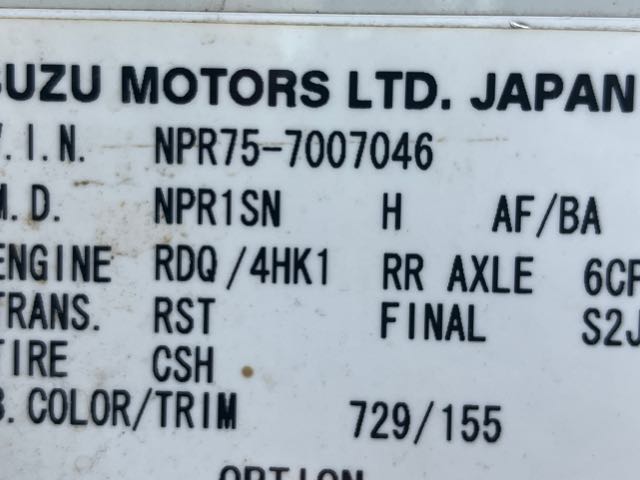 SUZU MOTORS LTD. JAPAN
V.I.N. NPR75-7007046
M.D. NPR1SN H AF/BA
ENGINE RDQ/4HK1 RR AXLE 6CF
TRANS. RST FINAL S2J
TIRE CSH
B.COLOR/TRIM 729/155
OPTION